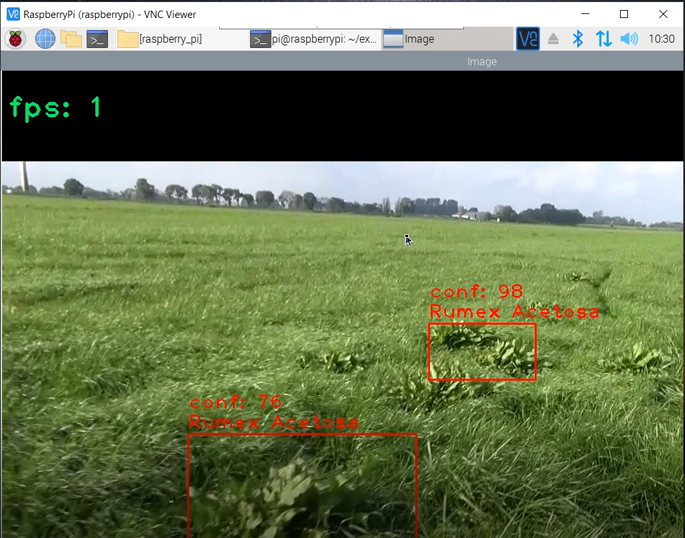 RaspberryPi (raspberrypi) - VNC Viewer
[raspberry_pi]
pi@raspberrypi: ~/ex...
Image
10:30
Image
fps: 1
conf: 98
Rumex Acetosa
conf: 76
Rumex Acetosa